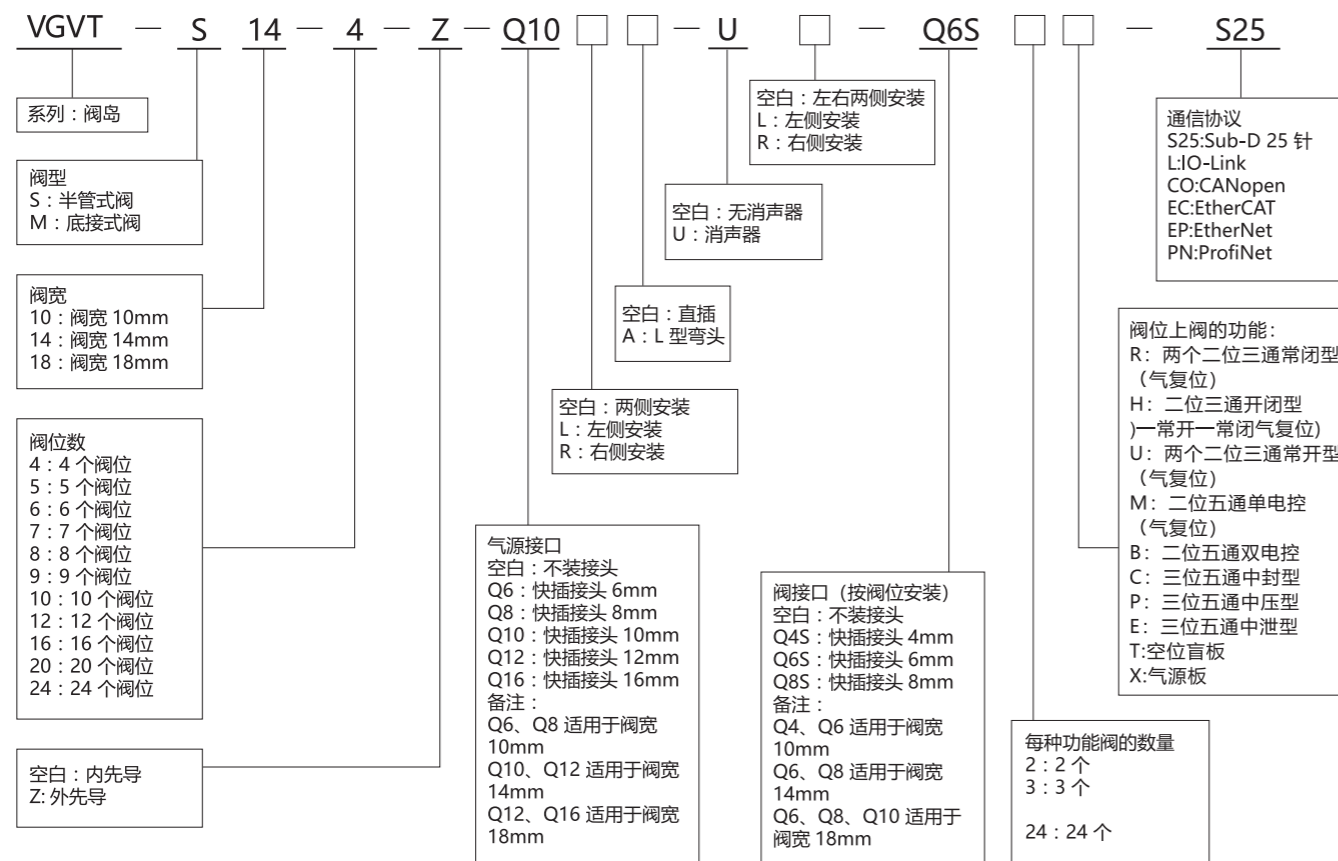 VGVT — S 14 — 4 — Z — Q10 □ □ — U □ — Q6S □ □ — S25
系列：阀岛
阀型
S：半管式阀
M：底接式阀
阀宽
10：阀宽 10mm
14：阀宽 14mm
18：阀宽 18mm
阀位数
4：4 个阀位
5：5 个阀位
6：6 个阀位
7：7 个阀位
8：8 个阀位
9：9 个阀位
10：10 个阀位
12：12 个阀位
16：16 个阀位
20：20 个阀位
24：24 个阀位
空白：内先导
Z: 外先导
气源接口
空白：不装接头
Q6：快插接头 6mm
Q8：快插接头 8mm
Q10：快插接头 10mm
Q12：快插接头 12mm
Q16：快插接头 16mm
备注：
Q6、Q8 适用于阀宽
10mm
Q10、Q12 适用于阀宽
14mm
Q12、Q16 适用于阀宽
18mm
空白：两侧安装
L：左侧安装
R：右侧安装
空白：直插
A：L 型弯头
空白：无消声器
U：消声器
空白：左右两侧安装
L：左侧安装
R：右侧安装
阀接口（按阀位安装）
空白：不装接头
Q4S：快插接头 4mm
Q6S：快插接头 6mm
Q8S：快插接头 8mm
备注：
Q4、Q6 适用于阀宽
10mm
Q6、Q8 适用于阀宽
14mm
Q6、Q8、Q10 适用于
阀宽 18mm
每种功能阀的数量
2：2 个
3：3 个
24：24 个
阀位上阀的功能：
R：两个二位三通常闭型
（气复位）
H：二位三通开闭型
)一常开一常闭气复位)
U：两个二位三通常开型
（气复位）
M：二位五通单电控
（气复位）
B：二位五通双电控
C：三位五通中封型
P：三位五通中压型
E：三位五通中泄型
T:空位盲板
X:气源板
通信协议
S25:Sub-D 25 针
L:IO-Link
CO:CANopen
EC:EtherCAT
EP:EtherNet
PN:ProfiNet